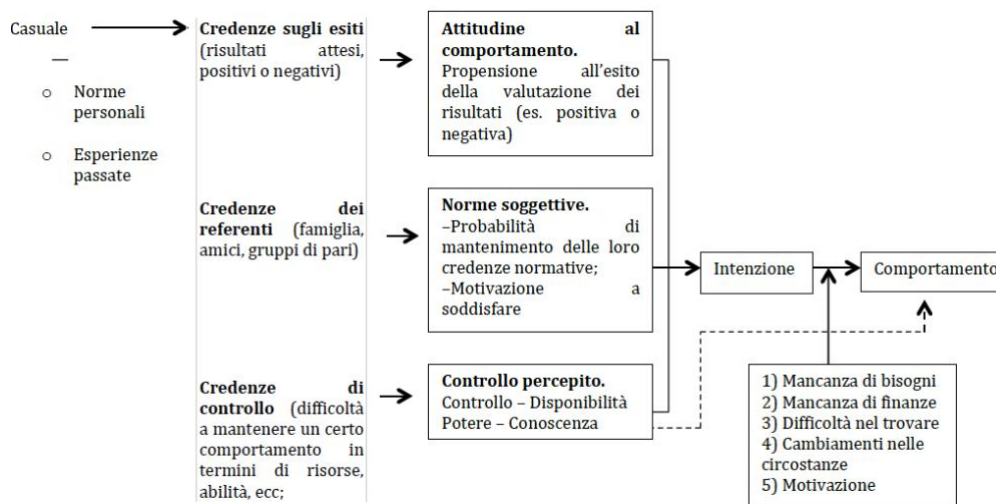 Casuale
—
o Norme
personali
o Esperienze
passate
Credenze sugli esiti
(risultati attesi,
positivi o negativi)
Attitudine al
comportamento.
Propensione all’esito
della valutazione dei
risultati (es. positiva o
negativa)
Credenze dei
referenti (famiglia,
amici, gruppi di pari)
Norme soggettive.
–Probabilità di
mantenimento delle loro
credenze normative;
–Motivazione a
soddisfare
Intenzione
Comportamento
Credenze di
controllo (difficoltà
a mantenere un certo
comportamento in
termini di risorse,
abilità, ecc;
Controllo percepito.
Controllo – Disponibilità
Potere – Conoscenza
1) Mancanza di bisogni
2) Mancanza di finanze
3) Difficoltà nel trovare
4) Cambiamenti nelle
circostanze
5) Motivazione